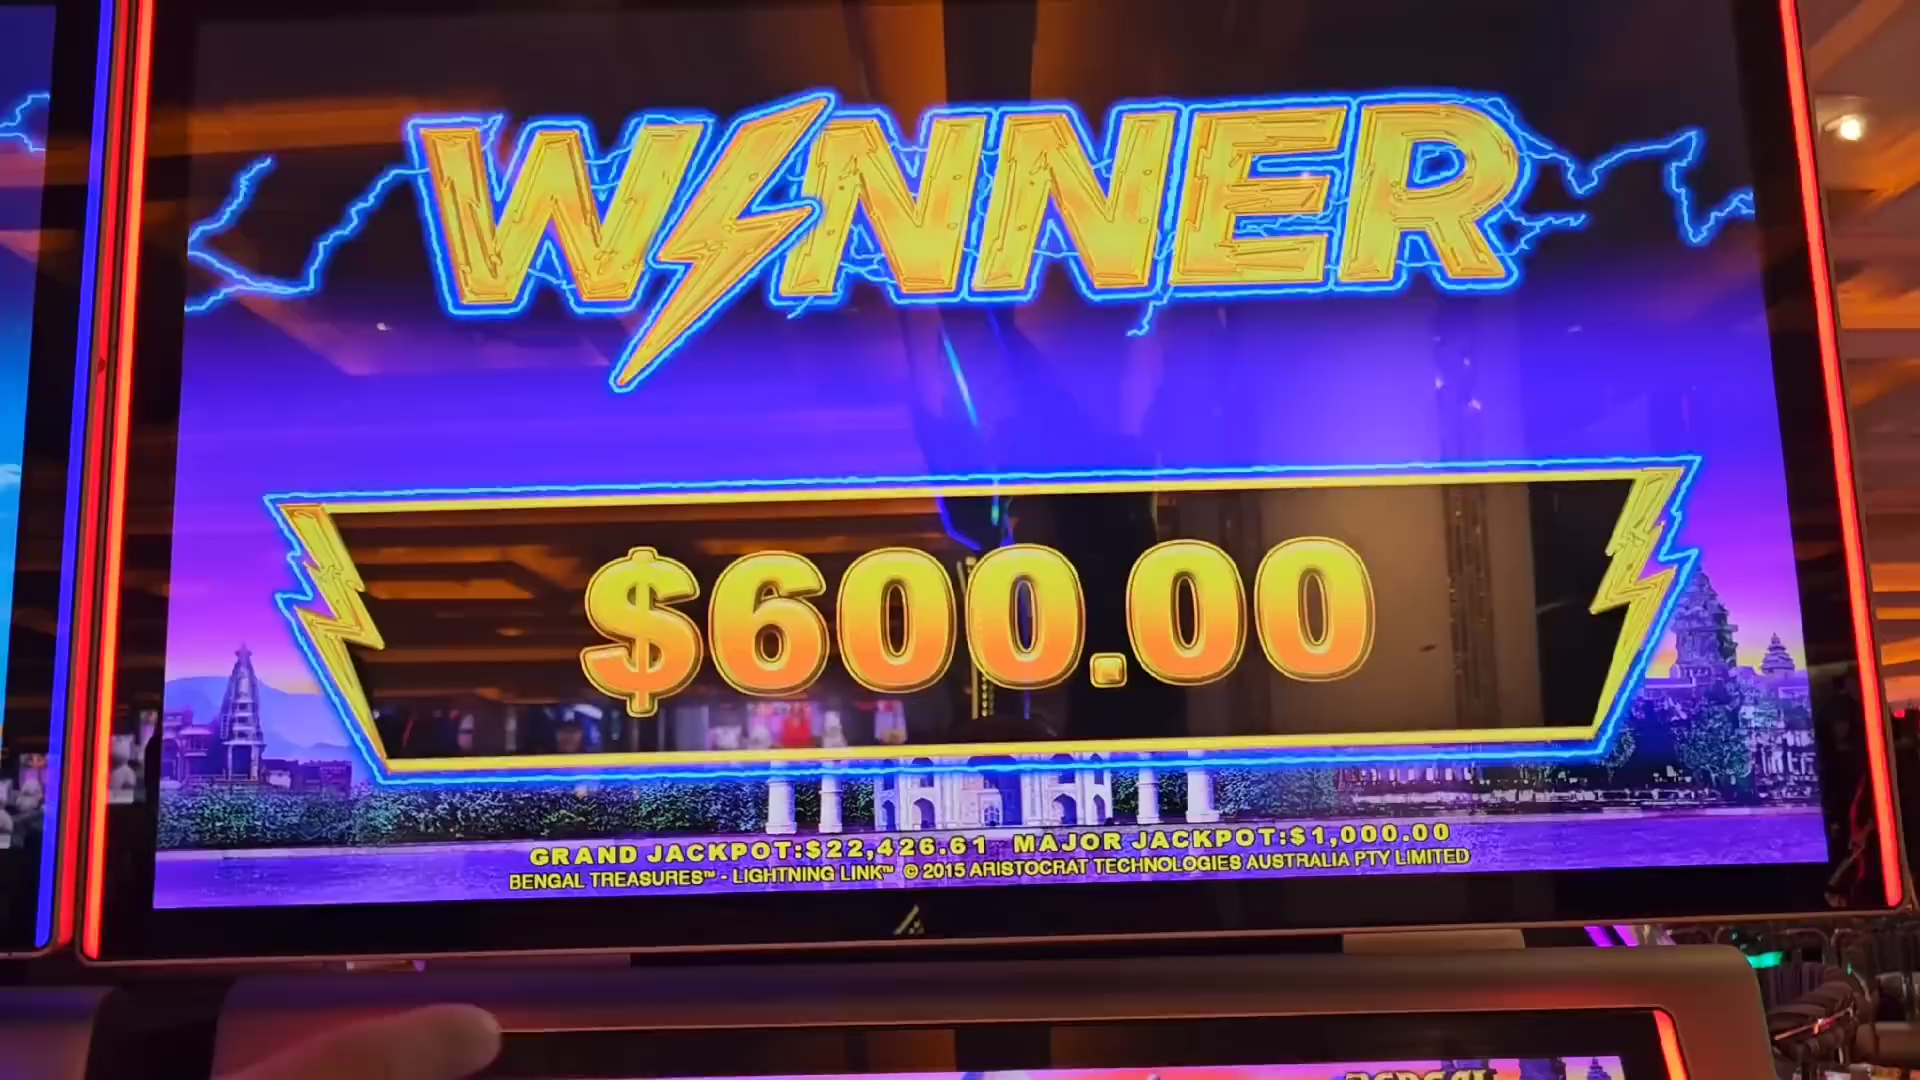 WINNER
$600.00
GRAND JACKPOT:$22,426.61 MAJOR JACKPOT:$1,000.00
BENGAL TREASURES™ - LIGHTNING LINK™ © 2015 ARISTOCRAT TECHNOLOGIES AUSTRALIA PTY LIMITED
BENGAL